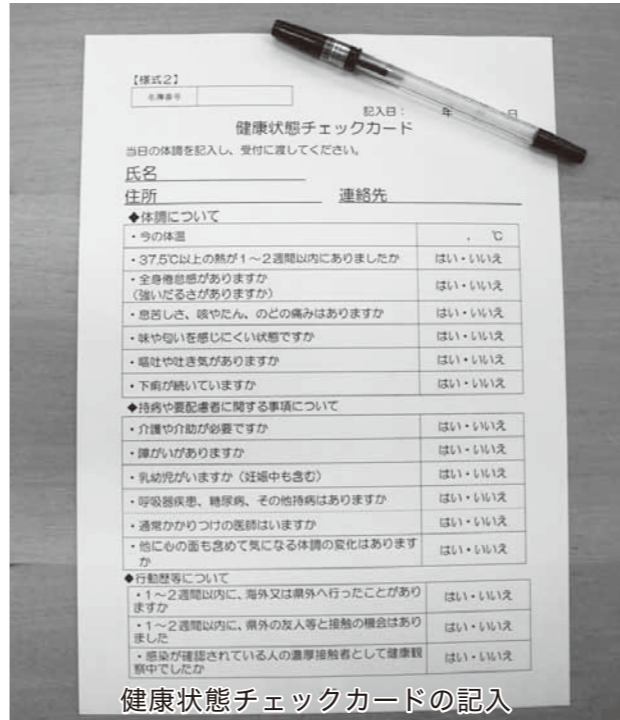 【様式2】
名簿番号
記入日： 年 日
健康状態チェックカード
当日の体調を記入し、受付に渡してください。
氏名
住所 連絡先
◆体調について
・今の体温 . ℃
・37.5℃以上の熱が1～2週間以内にありましたか はい・いいえ
・全身倦怠感がありますか
（強いだるさがありますか） はい・いいえ
・息苦しさ、咳やたん、のどの痛みはありますか はい・いいえ
・味や匂いを感じにくい状態ですか はい・いいえ
・嘔吐や吐き気がありますか はい・いいえ
・下痢が続いていますか はい・いいえ
◆持病や要配慮者に関する事項について
・介護や介助が必要ですか はい・いいえ
・障がいがありますか はい・いいえ
・乳幼児がいますか（妊娠中も含む） はい・いいえ
・呼吸器疾患、糖尿病、その他持病はありますか はい・いいえ
・通常かかりつけの医師はいますか はい・いいえ
・他に心の面も含めて気になる体調の変化はあります
か はい・いいえ
◆行動歴等について
・1～2週間以内に、海外又は県外へ行ったことがあり
ますか はい・いいえ
・1～2週間以内に、県外の友人等と接触の機会はあり
ました はい・いいえ
・感染が確認されている人の濃厚接触者として健康観
察中でしたか はい・いいえ
健康状態チェックカードの記入